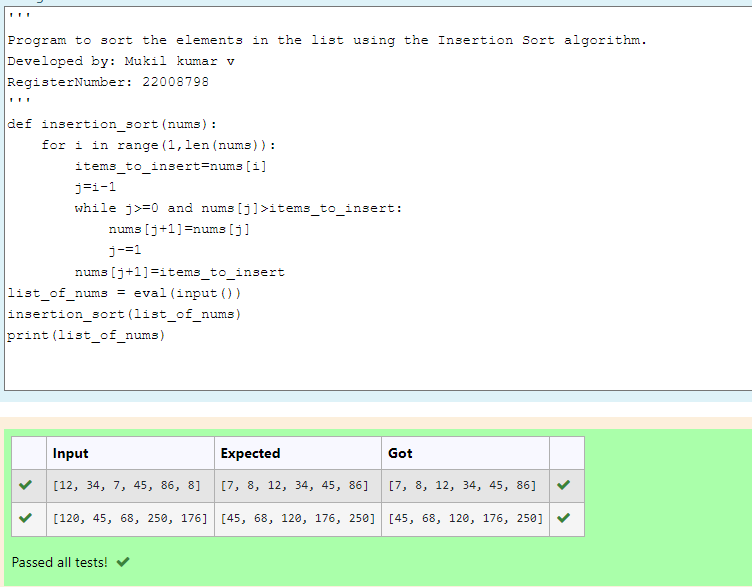 '''
Program to sort the elements in the list using the Insertion Sort algorithm.
Developed by: Mukil kumar v
RegisterNumber: 22008798
'''
def insertion_sort(nums):
    for i in range(1,len(nums)):
        items_to_insert=nums[i]
        j=i-1
        while j>=0 and nums[j]>items_to_insert:
            nums[j+1]=nums[j]
            j-=1
        nums[j+1]=items_to_insert
list_of_nums = eval(input())
insertion_sort(list_of_nums)
print(list_of_nums)
Input Expected Got
[12, 34, 7, 45, 86, 8] [7, 8, 12, 34, 45, 86] [7, 8, 12, 34, 45, 86]
[120, 45, 68, 250, 176] [45, 68, 120, 176, 250] [45, 68, 120, 176, 250]
Passed all tests!